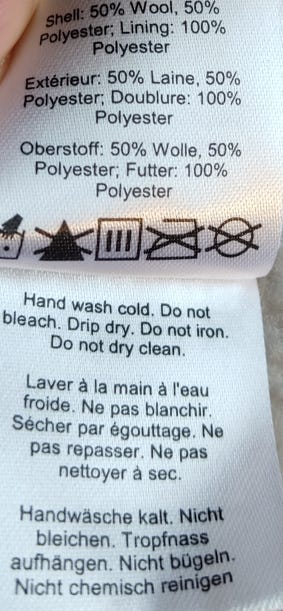 Shell: 50% Wool, 50%
Polyester; Lining: 100%
Polyester
Extérieur: 50% Laine, 50%
Polyester; Doublure: 100%
Polyester
Oberstoff: 50% Wolle, 50%
Polyester; Futter: 100%
Polyester
Hand wash cold. Do not
bleach. Drip dry. Do not iron.
Do not dry clean.
Laver à la main à l'eau
froide. Ne pas blanchir.
Sécher par égouttage. Ne
pas repasser. Ne pas
nettoyer à sec.
Handwäsche kalt. Nicht
bleichen. Tropfnass
aufhängen. Nicht bügeln.
Nicht chemisch reinigen